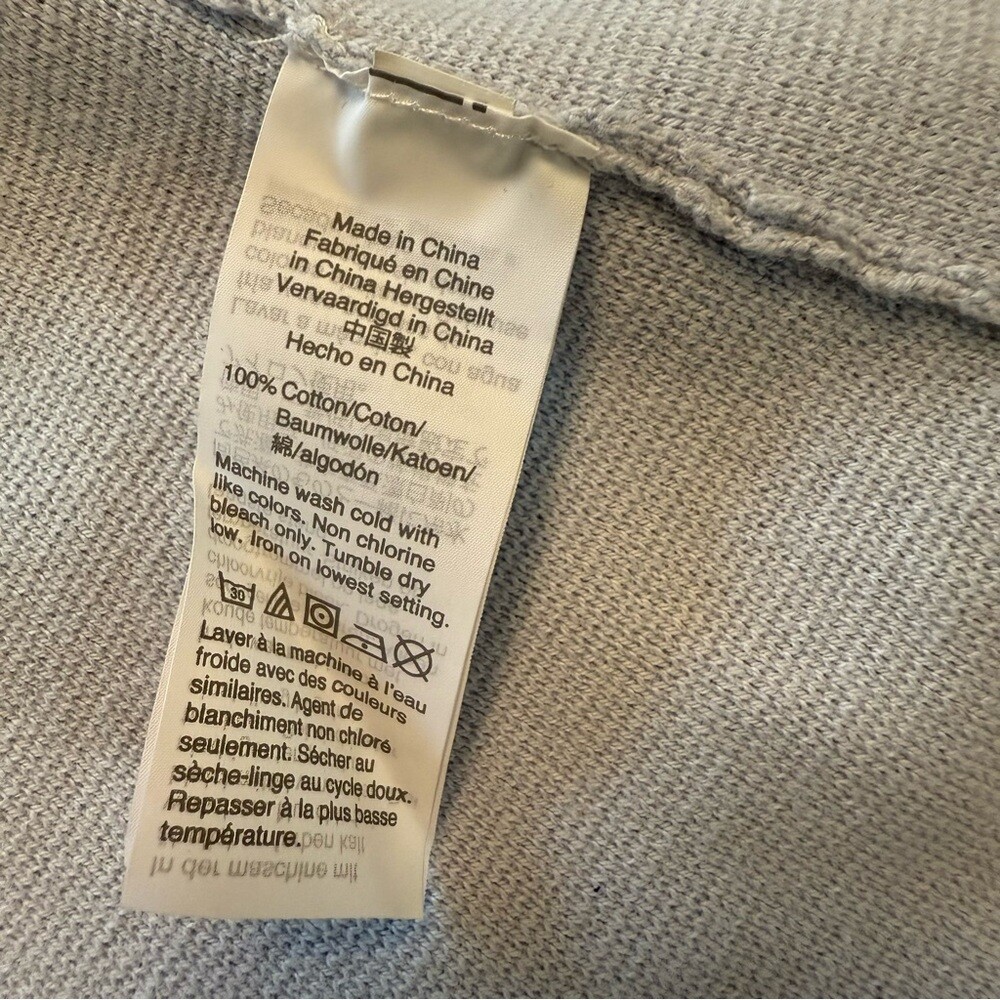 Made in China
Fabriqué en Chine
in China Hergestellt
Vervaardigd in China
中国製
Hecho en China
100% Cotton/Coton/
Baumwolle/Katoen/
綿/algodón
Machine wash cold with
like colors. Non chlorine
bleach only. Tumble dry
low. Iron on lowest setting.
30
Laver à la machine à l'eau
froide avec des couleurs
similaires. Agent de
blanchiment non chloré
seulement. Sécher au
sèche-linge au cycle doux.
Repasser à la plus basse
température.